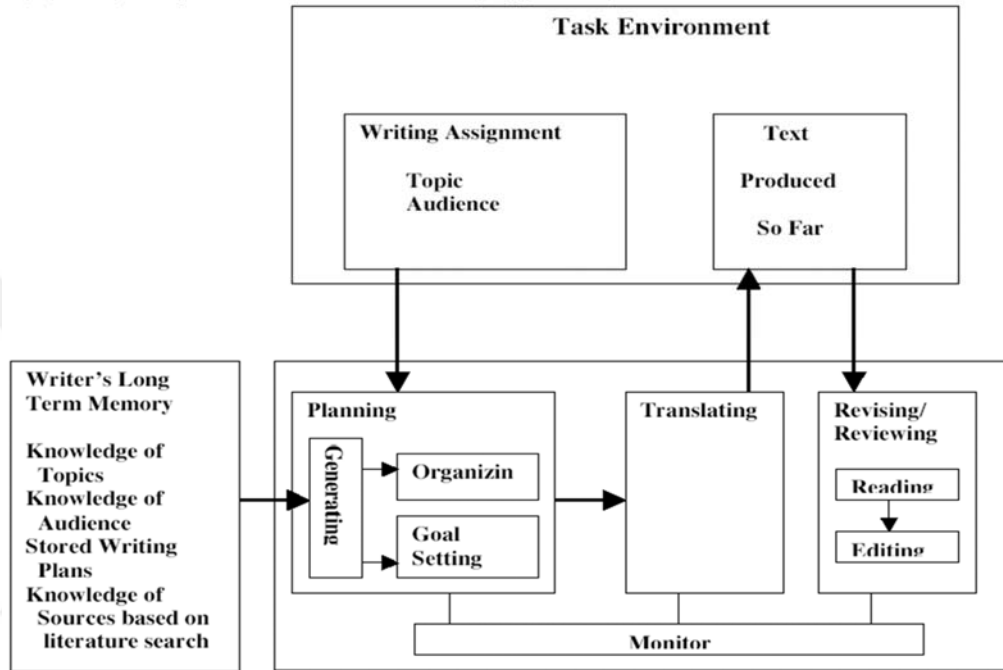 Task Environment
Writing Assignment
Topic
Audience
Text
Produced
So Far
Writer's Long
Term Memory
Knowledge of
Topics
Knowledge of
Audience
Stored Writing
Plans
Knowledge of
Sources based on
literature search
Planning
Generating
Organizin
Goal
Setting
Translating
Revising/
Reviewing
Reading
Editing
Monitor